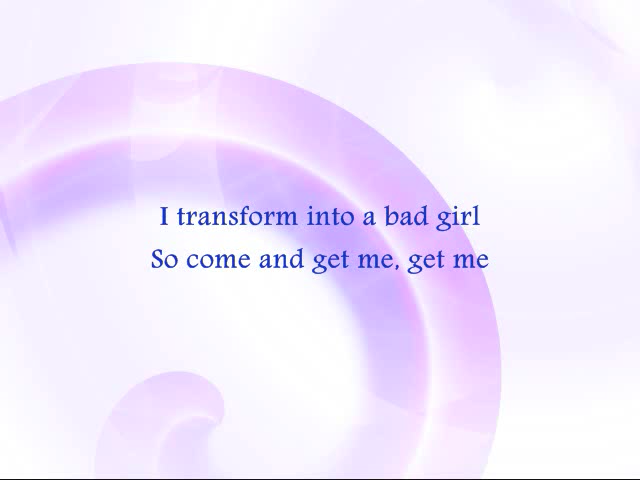 I transform into a bad girl
So come and get me, get me